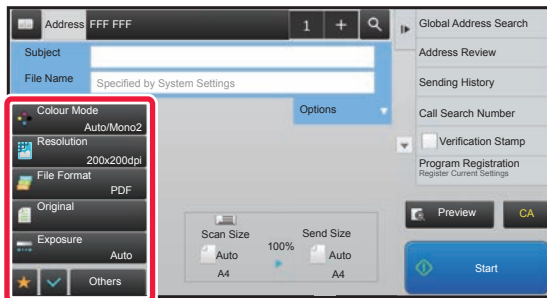 Address FFF FFF 1 +
Subject
File Name Specified by System Settings
Options
Colour Mode
Auto/Mono2
Resolution
200x200dpi
File Format
PDF
Original
Exposure
Auto
Others
Scan Size
Auto
A4
100%
Send Size
Auto
A4
Global Address Search
Address Review
Sending History
Call Search Number
Verification Stamp
Program Registration
Register Current Settings
Preview
CA
Start